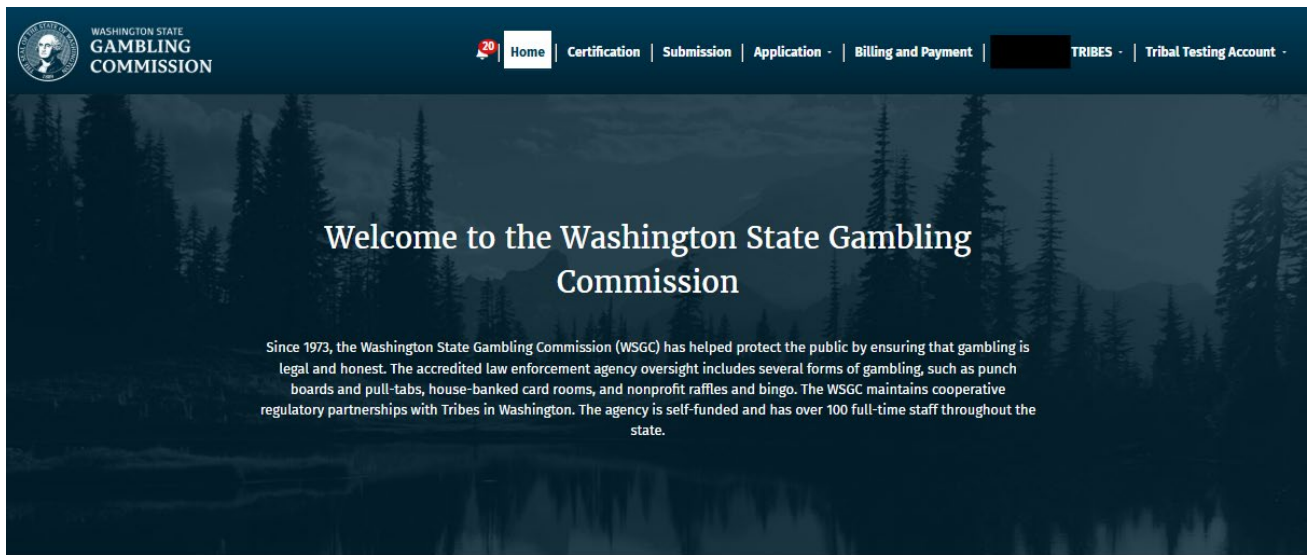 WASHINGTON STATE
GAMBLING
COMMISSION
20
Home | Certification | Submission | Application - | Billing and Payment | TRIBES - | Tribal Testing Account -
Welcome to the Washington State Gambling
Commission
Since 1973, the Washington State Gambling Commission (WSGC) has helped protect the public by ensuring that gambling is
legal and honest. The accredited law enforcement agency oversight includes several forms of gambling, such as punch
boards and pull-tabs, house-banked card rooms, and nonprofit raffles and bingo. The WSGC maintains cooperative
regulatory partnerships with Tribes in Washington. The agency is self-funded and has over 100 full-time staff throughout the
state.